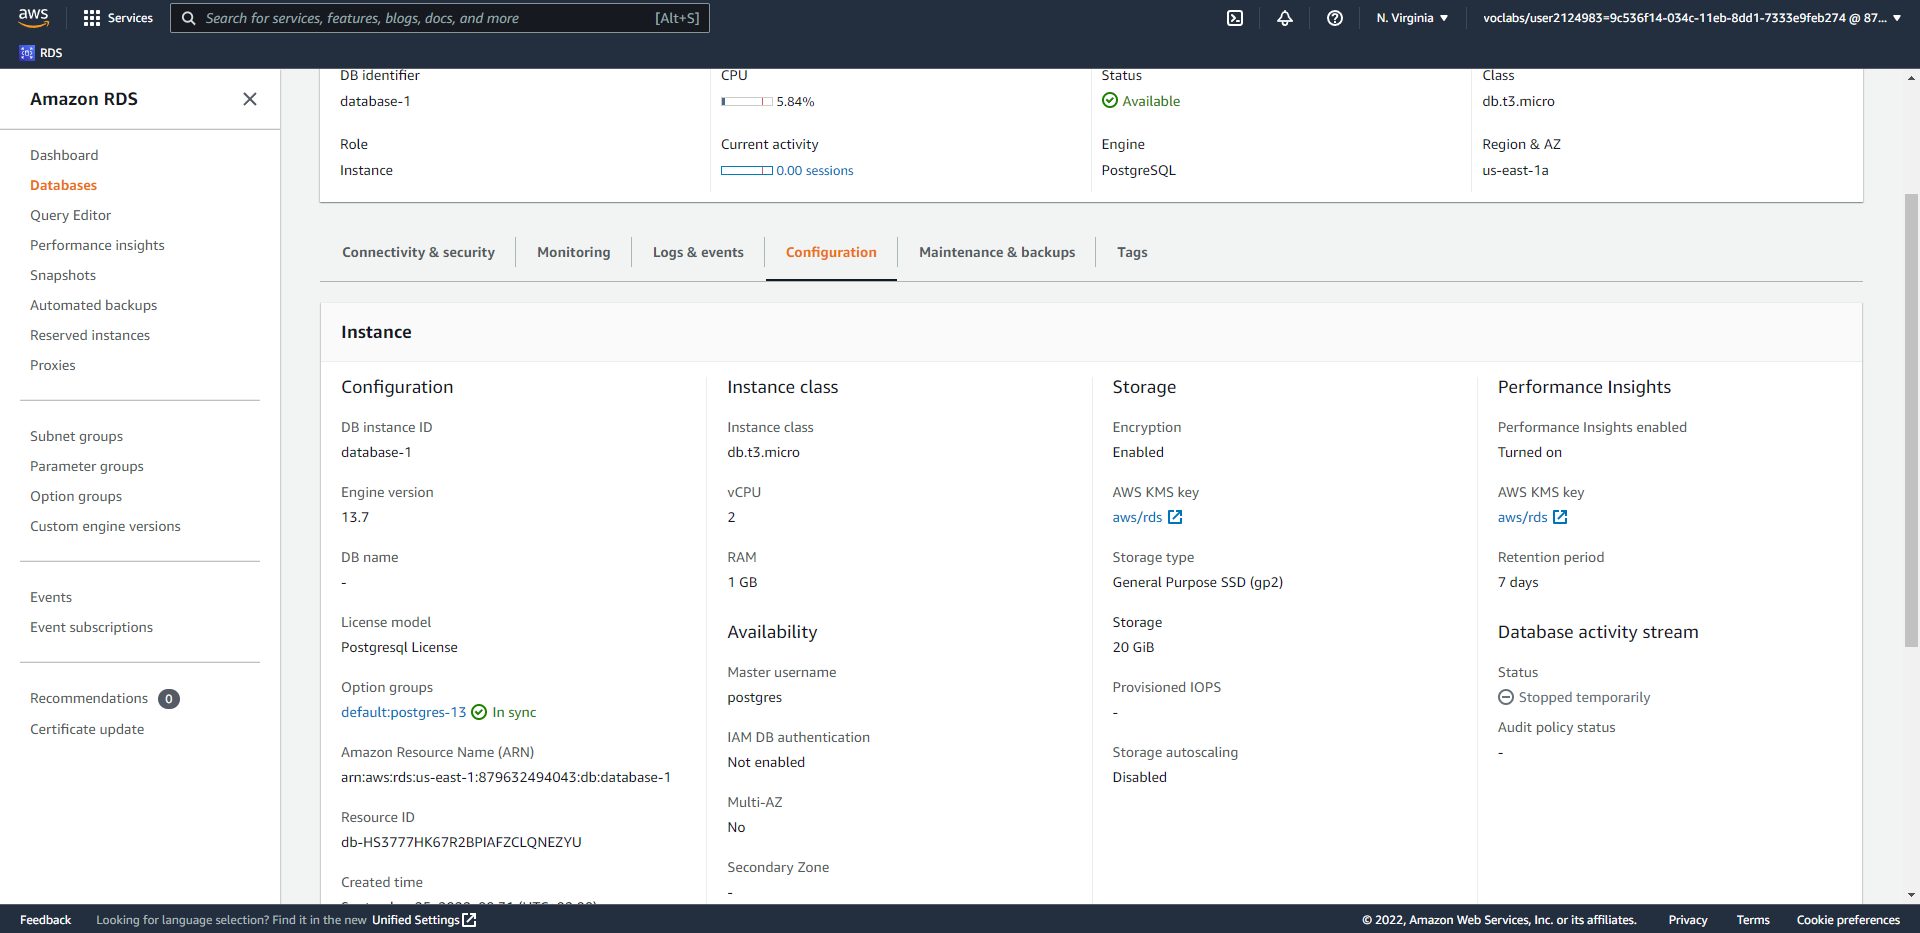 aws
Services
Search for services, features, blogs, docs, and more
[Alt+S]
N. Virginia
voclabs/user2124983=9c536f14-034c-11eb-8dd1-7333e9feb274 @ 87...
RDS
Amazon RDS
Dashboard
Databases
Query Editor
Performance insights
Snapshots
Automated backups
Reserved instances
Proxies
Subnet groups
Parameter groups
Option groups
Custom engine versions
Events
Event subscriptions
Recommendations 0
Certificate update
DB identifier
database-1
Role
Instance
CPU
5.84%
Current activity
0.00 sessions
Status
Available
Engine
PostgreSQL
Class
db.t3.micro
Region & AZ
us-east-1a
Connectivity & security
Monitoring
Logs & events
Configuration
Maintenance & backups
Tags
Instance
Configuration
DB instance ID
database-1
Engine version
13.7
DB name
-
License model
Postgresql License
Option groups
default:postgres-13 In sync
Amazon Resource Name (ARN)
arn:aws:rds:us-east-1:879632494043:db:database-1
Resource ID
db-HS3777HK67R2BPIAFZCLQNEZYU
Created time
Instance class
Instance class
db.t3.micro
vCPU
2
RAM
1 GB
Availability
Master username
postgres
IAM DB authentication
Not enabled
Multi-AZ
No
Secondary Zone
-
Storage
Encryption
Enabled
AWS KMS key
aws/rds
Storage type
General Purpose SSD (gp2)
Storage
20 GiB
Provisioned IOPS
-
Storage autoscaling
Disabled
Performance Insights
Performance Insights enabled
Turned on
AWS KMS key
aws/rds
Retention period
7 days
Database activity stream
Status
Stopped temporarily
Audit policy status
-
Feedback
Looking for language selection? Find it in the new Unified Settings
© 2022, Amazon Web Services, Inc. or its affiliates.
Privacy
Terms
Cookie preferences